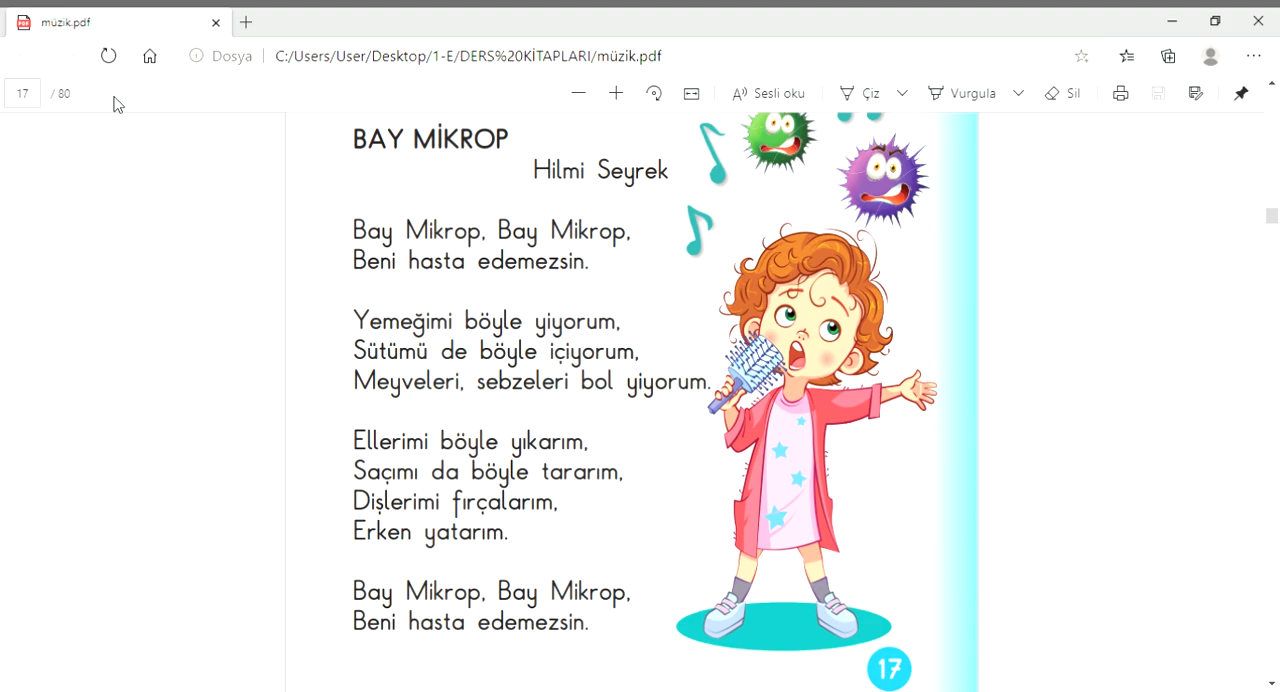 müzik.pdf
Dosya
C:/Users/User/Desktop/1-E/DERS%20KİTAPLARI/müzik.pdf
17 / 80
Sesli oku
Çiz
Vurgula
Sil
BAY MİKROP
Hilmi Seyrek
Bay Mikrop, Bay Mikrop,
Beni hasta edemezsin.
Yemeğimi böyle yiyorum,
Sütümü de böyle içiyorum,
Meyveleri, sebzeleri bol yiyorum.
Ellerimi böyle yıkarım,
Saçımı da böyle tararım,
Dişlerimi fırçalarım,
Erken yatarım.
Bay Mikrop, Bay Mikrop,
Beni hasta edemezsin.
17